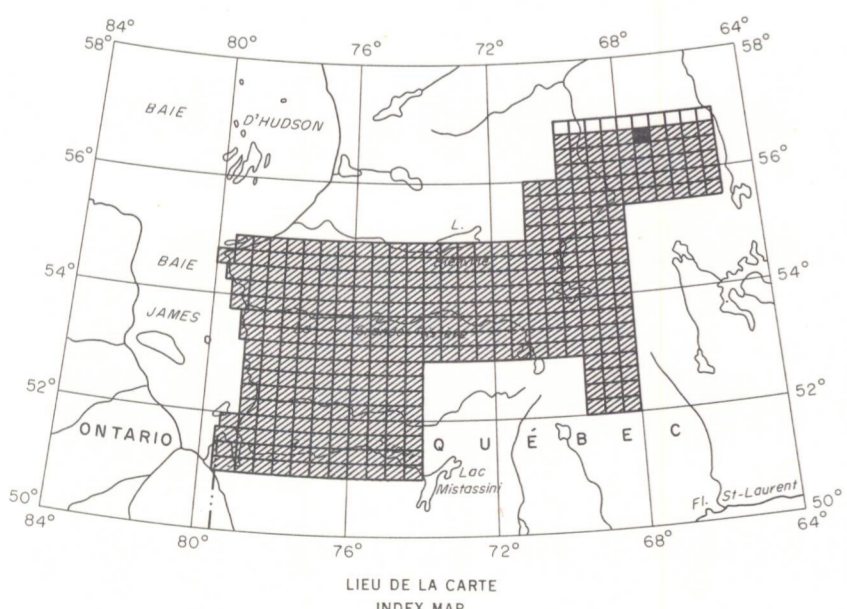 84° 80° 76° 72° 68° 64°
58° 58°
BAIE D'HUDSON
56° 56°
L.
BAIE
54° 54°
JAMES
52° 52°
ONTARIO QUÉBEC
Lac
Mistassini
Fl. St-Laurent
50° 50°
84° 80° 76° 72° 68° 64°
LIEU DE LA CARTE
INDEX MAP